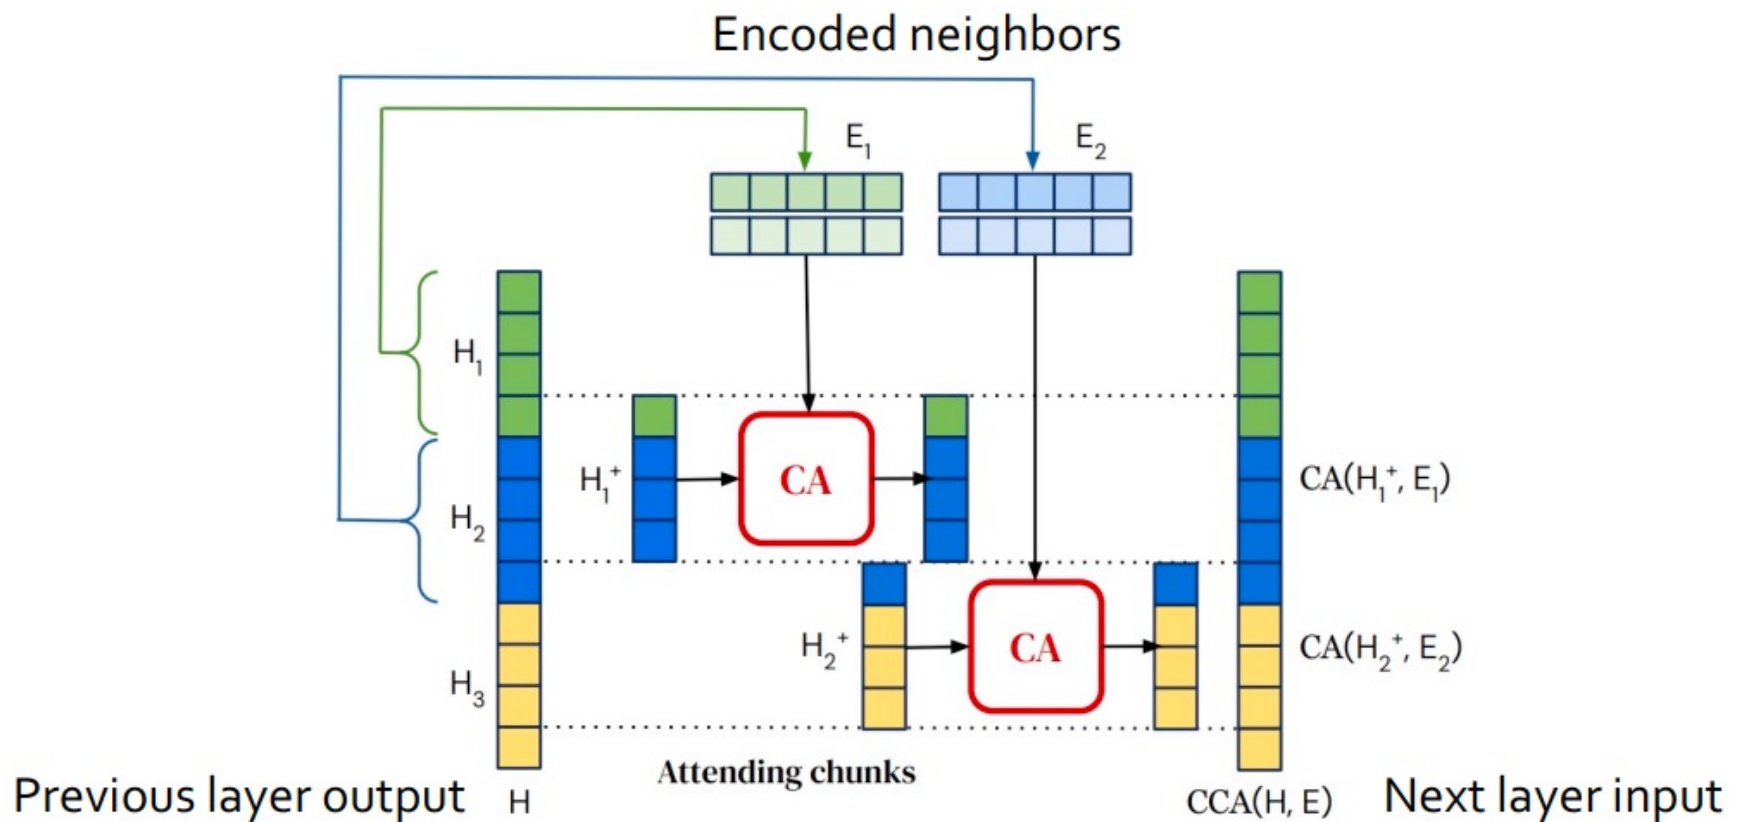 Encoded neighbors
E₁
E₂
H₁
H₁⁺
CA
CA(H₁⁺, E₁)
H₂
H₂⁺
CA
CA(H₂⁺, E₂)
H₃
Attending chunks
Previous layer output
H
CCA(H, E)
Next layer input